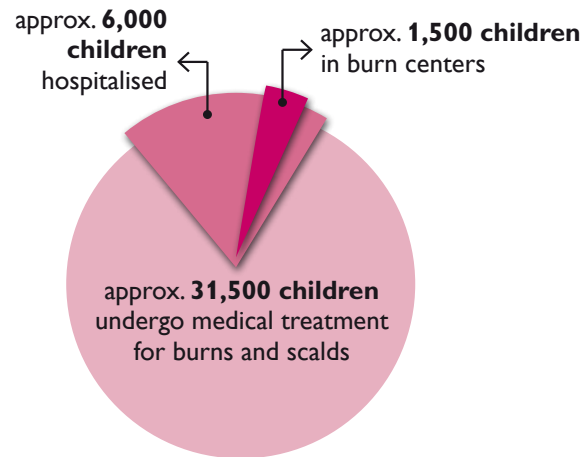 approx. 6,000
children
hospitalised
approx. 1,500 children
in burn centers
approx. 31,500 children
undergo medical treatment
for burns and scalds